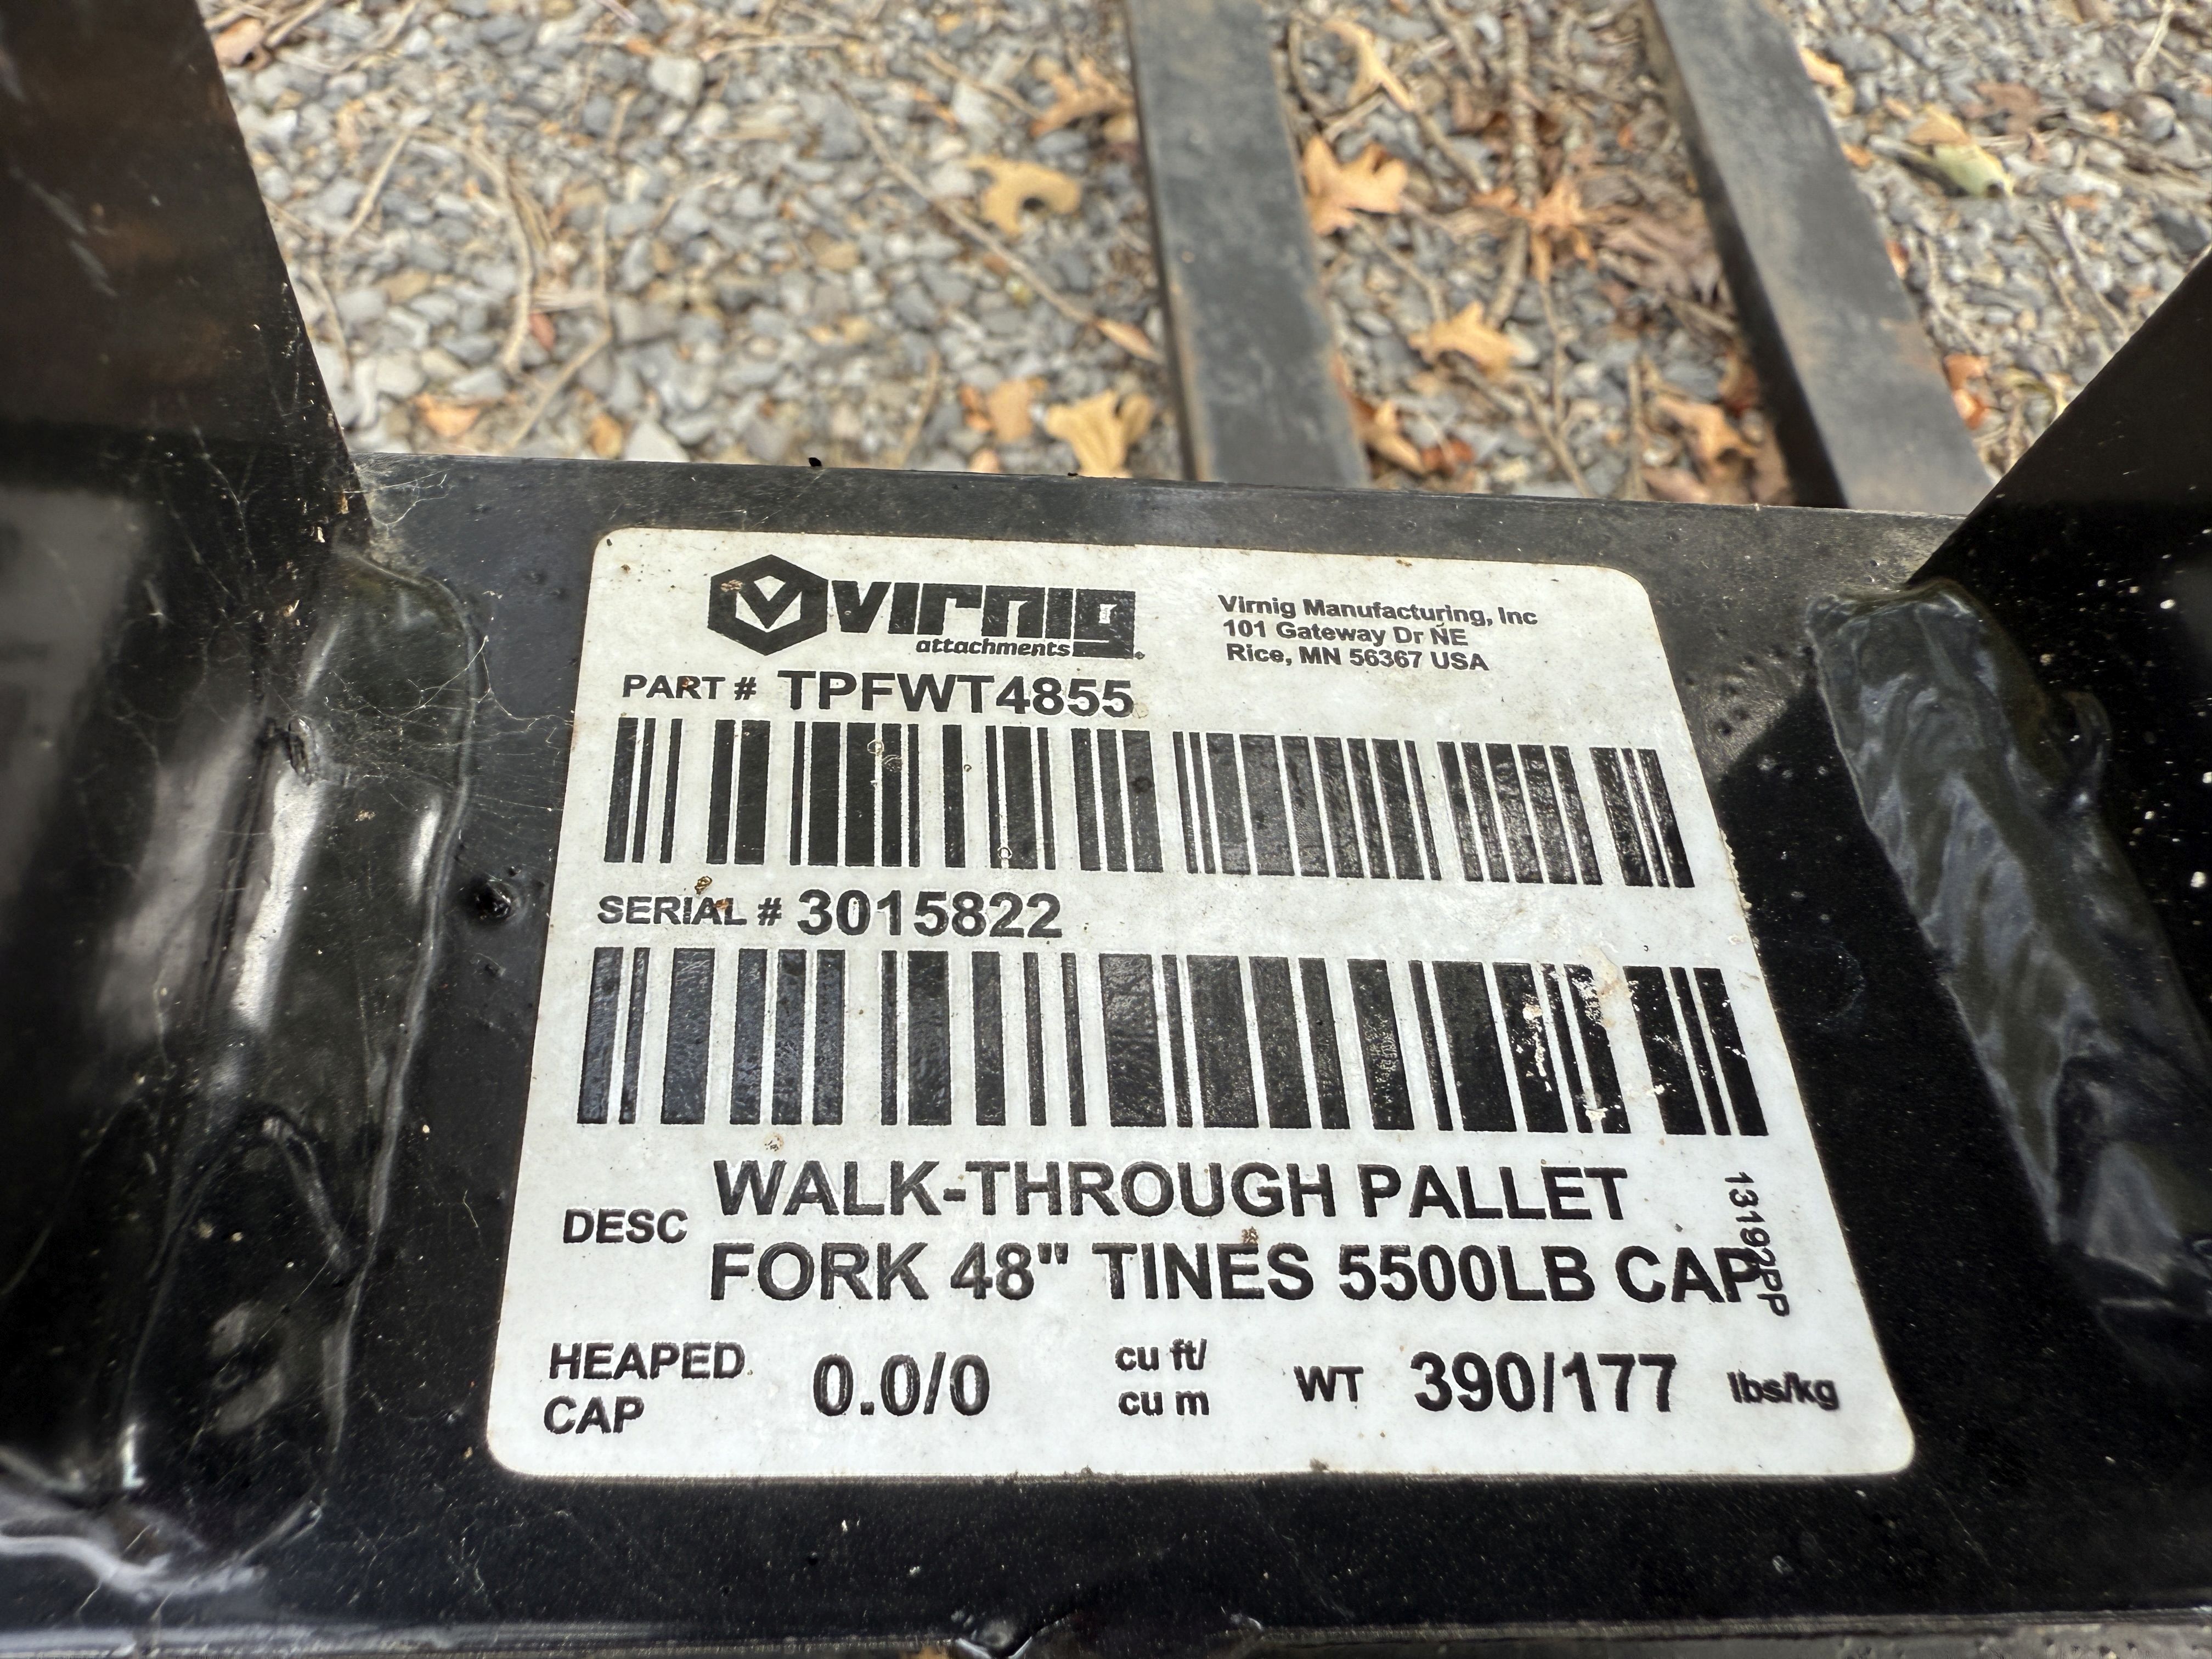 VIRNIG
attachments
Virnig Manufacturing, Inc
101 Gateway Dr NE
Rice, MN 56367 USA
PART # TPFWT4855
SERIAL # 3015822
DESC WALK-THROUGH PALLET
FORK 48" TINES 5500LB CAP
13192PP
HEAPED CAP 0.0/0 cu ft/ cu m WT 390/177 lbs/kg